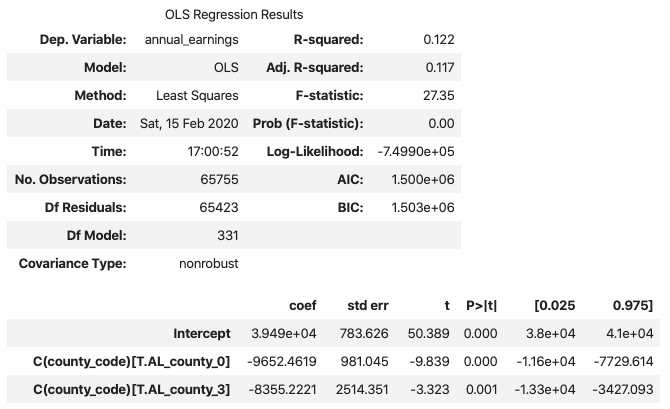 OLS Regression Results
Dep. Variable: annual_earnings R-squared: 0.122
Model: OLS Adj. R-squared: 0.117
Method: Least Squares F-statistic: 27.35
Date: Sat, 15 Feb 2020 Prob (F-statistic): 0.00
Time: 17:00:52 Log-Likelihood: -7.4990e+05
No. Observations: 65755 AIC: 1.500e+06
Df Residuals: 65423 BIC: 1.503e+06
Df Model: 331
Covariance Type: nonrobust
coef std err t P>|t| [0.025 0.975]
Intercept 3.949e+04 783.626 50.389 0.000 3.8e+04 4.1e+04
C(county_code)[T.AL_county_0] -9652.4619 981.045 -9.839 0.000 -1.16e+04 -7729.614
C(county_code)[T.AL_county_3] -8355.2221 2514.351 -3.323 0.001 -1.33e+04 -3427.093